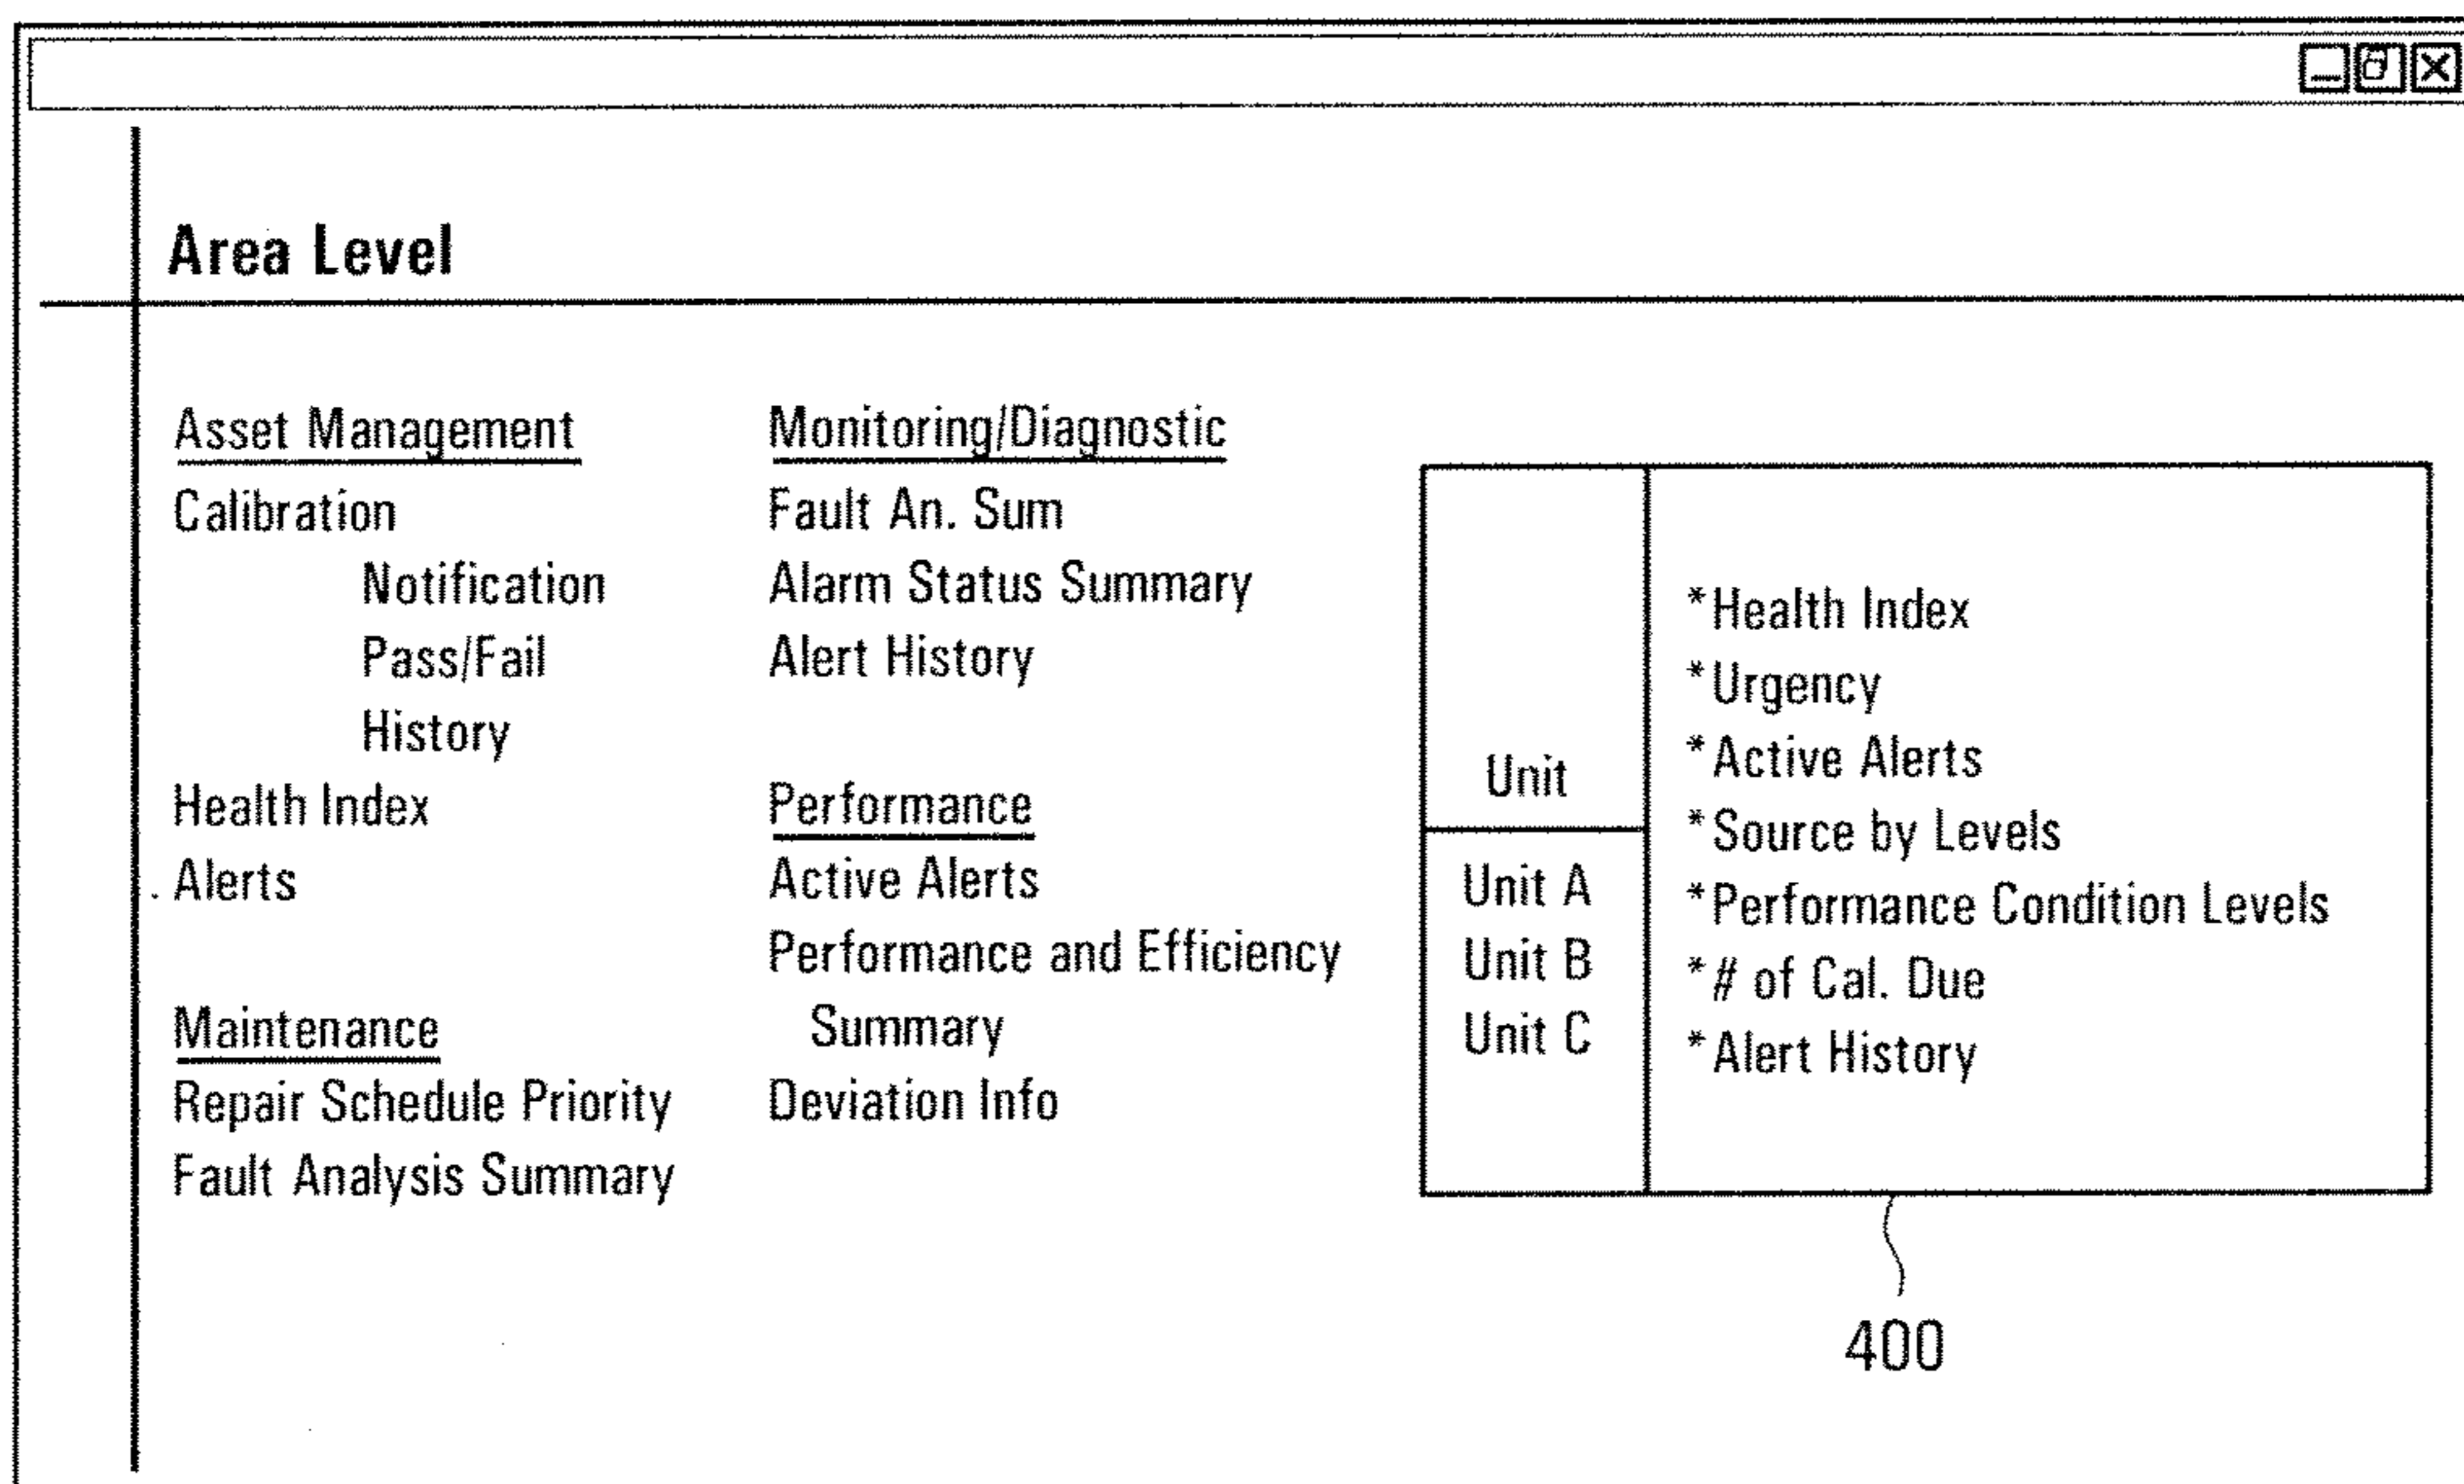 Area Level
Asset Management
Calibration
Notification
Pass/Fail
History
Health Index
Alerts
Maintenance
Repair Schedule Priority
Fault Analysis Summary
Monitoring/Diagnostic
Fault An. Sum
Alarm Status Summary
Alert History
Performance
Active Alerts
Performance and Efficiency
Summary
Deviation Info
Unit
Unit A
Unit B
Unit C
*Health Index
*Urgency
*Active Alerts
*Source by Levels
*Performance Condition Levels
*# of Cal. Due
*Alert History
400